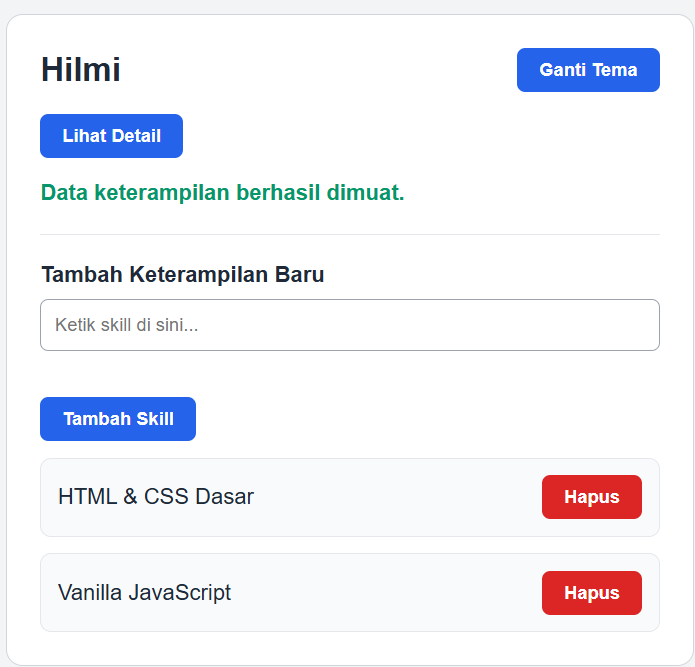 Hilmi
Ganti Tema
Lihat Detail
Data keterampilan berhasil dimuat.
Tambah Keterampilan Baru
Ketik skill di sini...
Tambah Skill
HTML & CSS Dasar
Hapus
Vanilla JavaScript
Hapus